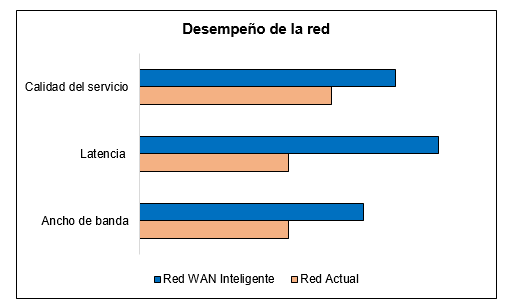 Desempeño de la red
Calidad del servicio
Latencia
Ancho de banda
Red WAN Inteligente
Red Actual